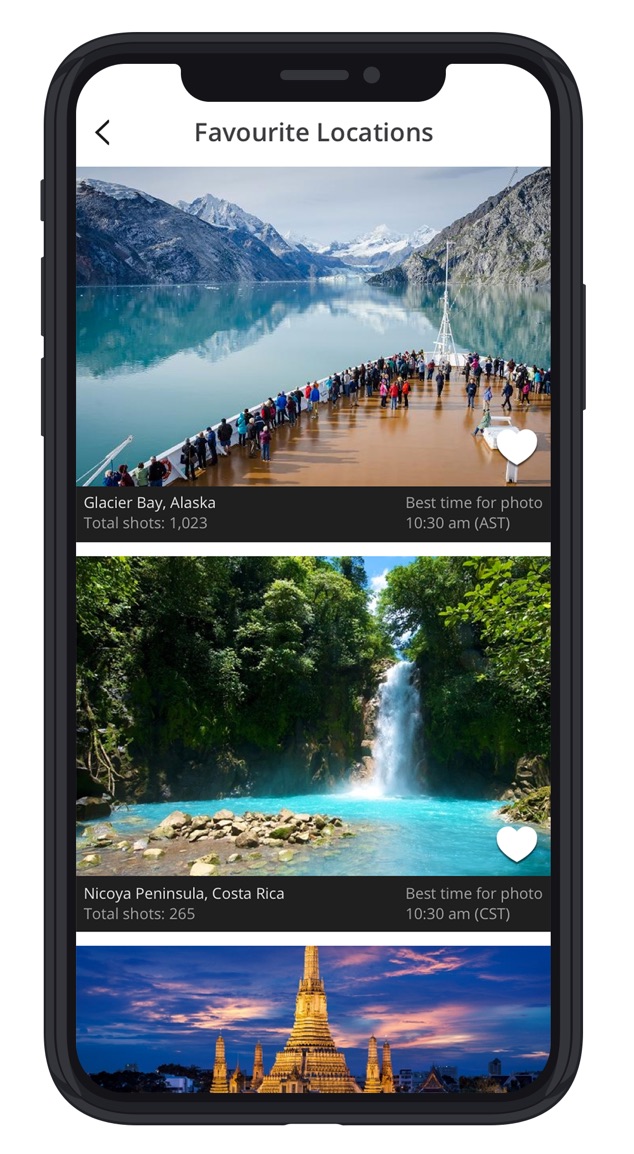 Favourite Locations
Glacier Bay, Alaska
Total shots: 1,023
Best time for photo
10:30 am (AST)
Nicoya Peninsula, Costa Rica
Total shots: 265
Best time for photo
10:30 am (CST)